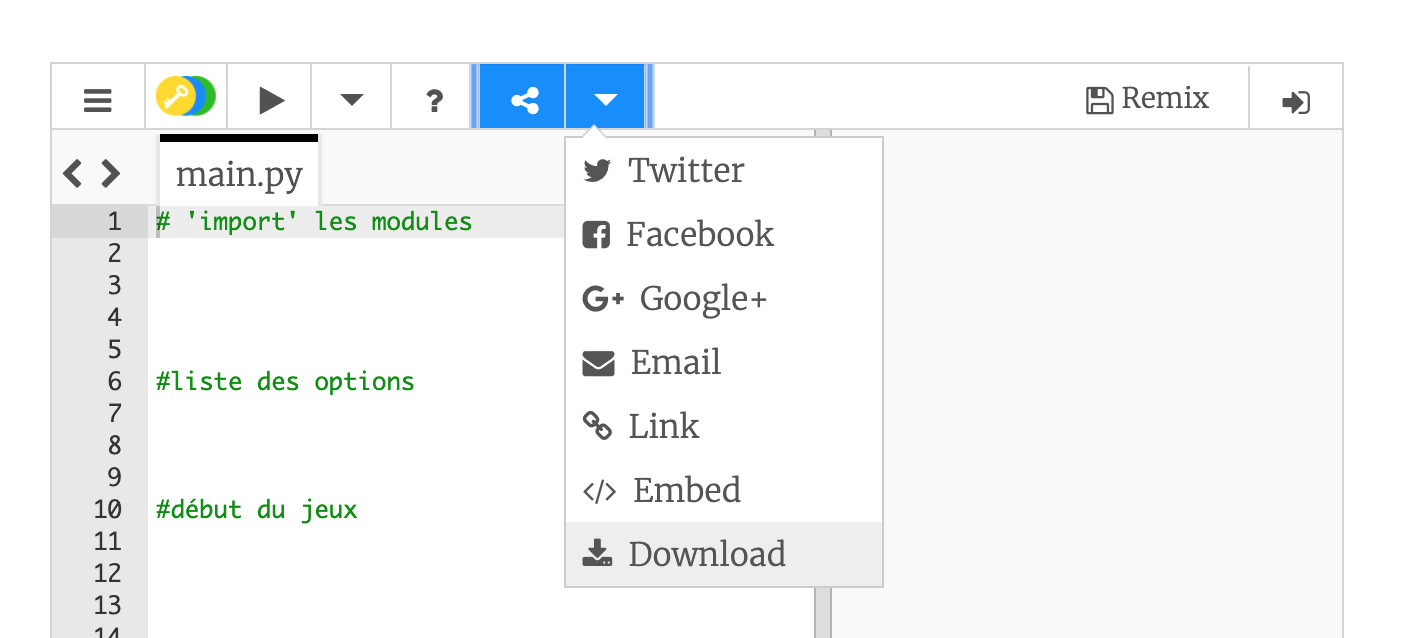 ? Remix
main.py
Twitter
Facebook
G+ Google+
Email
Link
</> Embed
Download
1 # 'import' les modules
2
3
4
5
6 #liste des options
7
8
9
10 #début du jeux
11
12
13
14